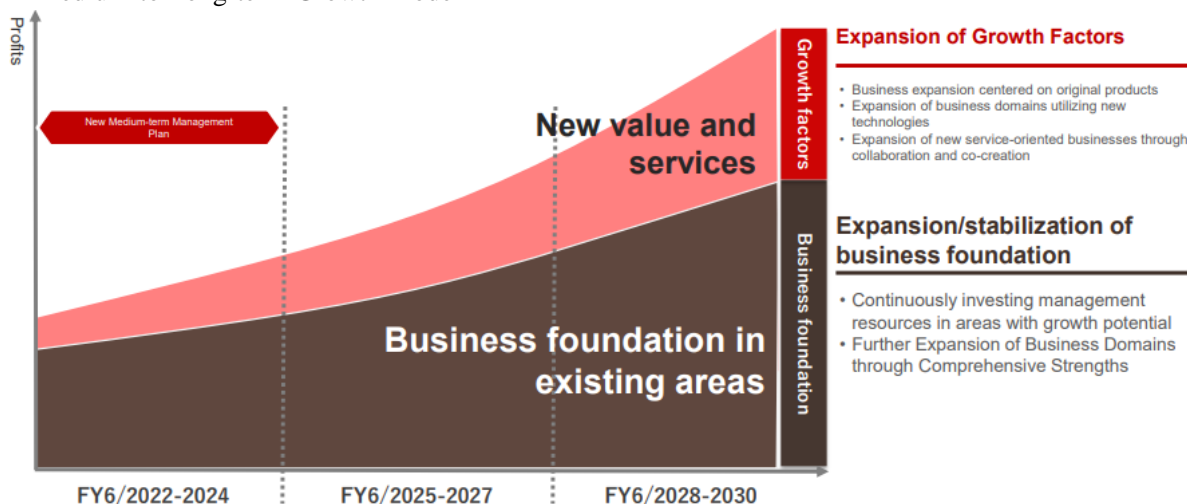 Profits
New Medium-term Management
Plan
New value and
services
Business foundation in
existing areas
Growth factors
Business foundation
Expansion of Growth Factors
• Business expansion centered on original products
• Expansion of business domains utilizing new
technologies
• Expansion of new service-oriented businesses through
collaboration and co-creation
Expansion/stabilization of
business foundation
• Continuously investing management
resources in areas with growth potential
• Further Expansion of Business Domains
through Comprehensive Strengths
FY6/2022-2024
FY6/2025-2027
FY6/2028-2030